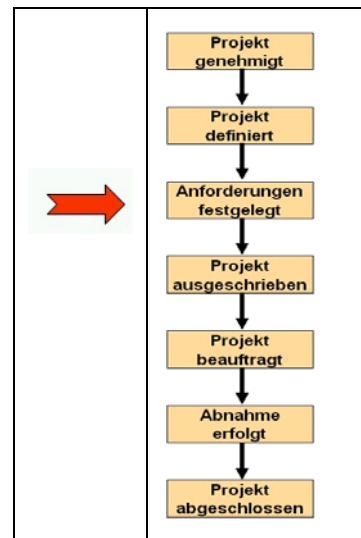 Projekt
genehmigt
Projekt
definiert
Anforderungen
festgelegt
Projekt
ausgeschrieben
Projekt
beauftragt
Abnahme
erfolgt
Projekt
abgeschlossen